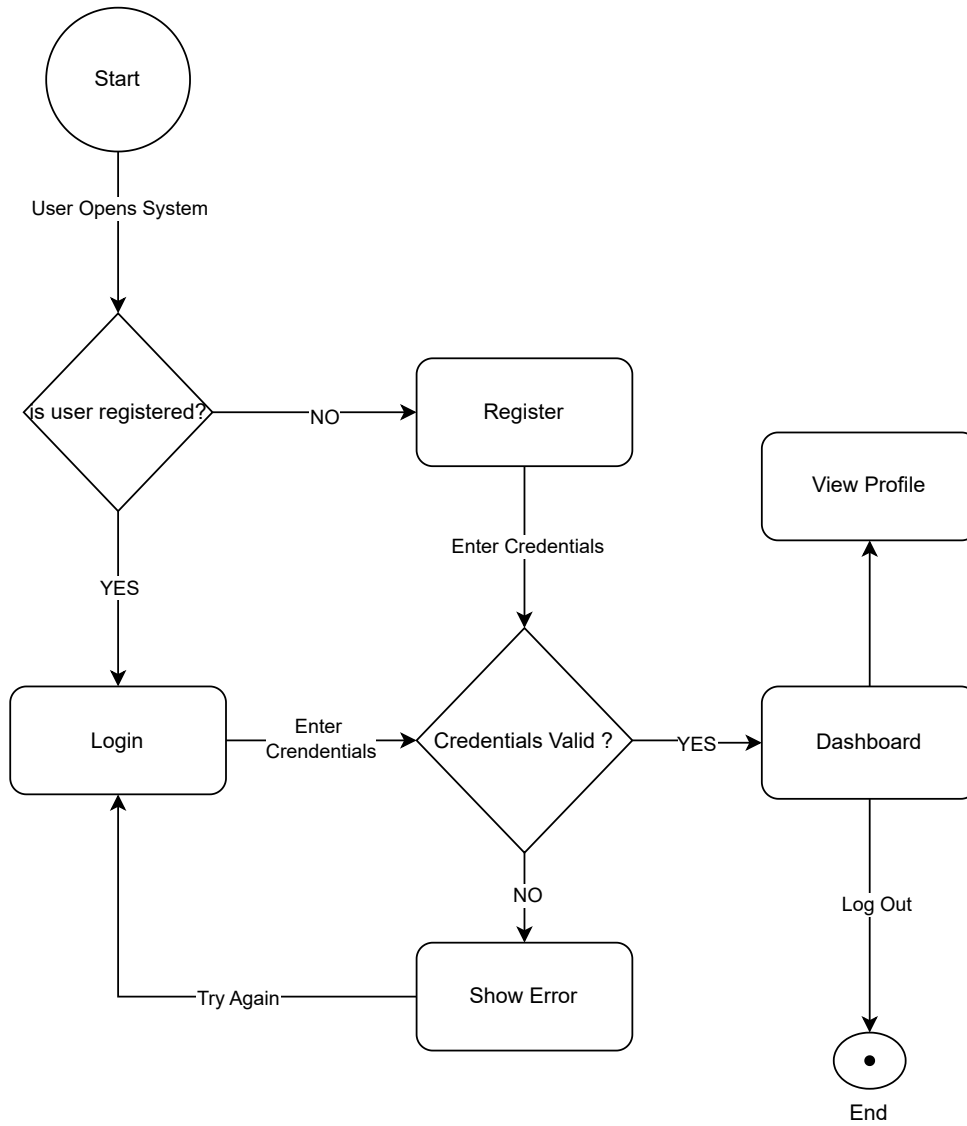 Start
User Opens System
is user registered?
NO
Register
View Profile
Enter Credentials
YES
Login
Enter
Crendentials
Credentials Valid ?
YES
Dashboard
NO
Log Out
Try Again
Show Error
End